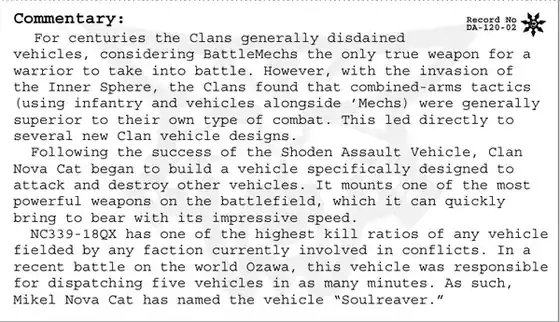 Commentary:
Record No
DA-120-02
For centuries the Clans generally disdained
vehicles, considering BattleMechs the only true weapon for a
warrior to take into battle. However, with the invasion of
the Inner Sphere, the Clans found that combined-arms tactics
(using infantry and vehicles alongside ‘Mechs) were generally
superior to their own type of combat. This led directly to
several new Clan vehicle designs.
Following the success of the Shoden Assault Vehicle, Clan
Nova Cat began to build a vehicle specifically designed to
attack and destroy other vehicles. It mounts one of the most
powerful weapons on the battlefield, which it can quickly
bring to bear with its impressive speed.
NC339-18QX has one of the highest kill ratios of any vehicle
fielded by any faction currently involved in conflicts. In a
recent battle on the world Ozawa, this vehicle was responsible
for dispatching five vehicles in as many minutes. As such,
Mikel Nova Cat has named the vehicle “Soulreaver.”